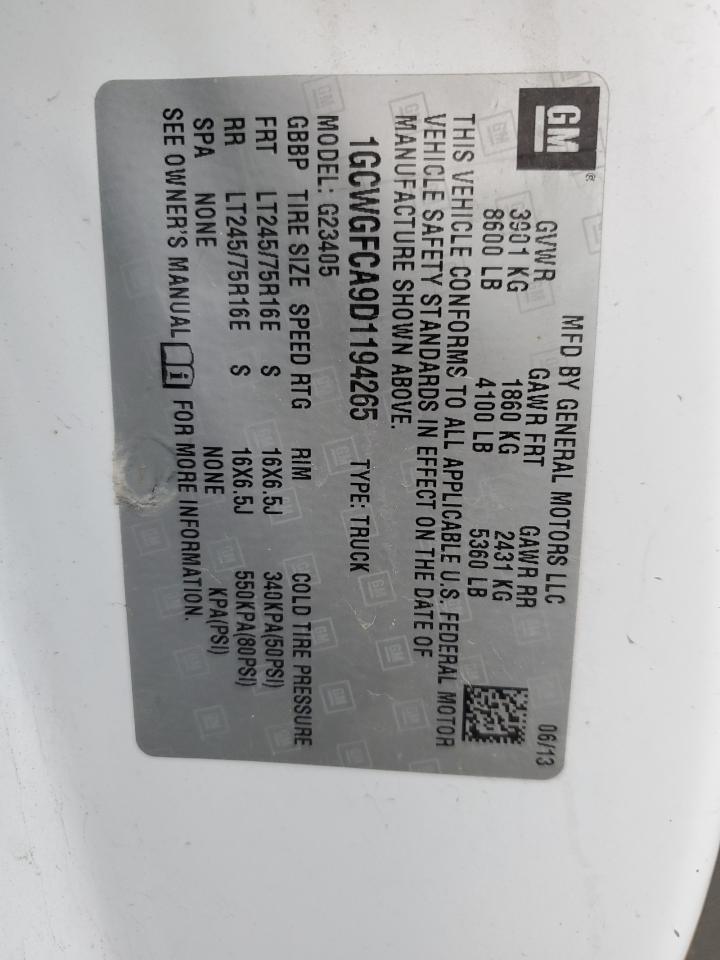 GM ®
MFD BY GENERAL MOTORS LLC 06/13
GVWR GAWR FRT GAWR RR
3901 KG 1860 KG 2431 KG
8600 LB 4100 LB 5360 LB
THIS VEHICLE CONFORMS TO ALL APPLICABLE U.S. FEDERAL MOTOR
VEHICLE SAFETY STANDARDS IN EFFECT ON THE DATE OF
MANUFACTURE SHOWN ABOVE.
1GCWGFCA9D1194265 TYPE: TRUCK
MODEL: G23405
GBBP TIRE SIZE SPEED RTG RIM COLD TIRE PRESSURE
FRT LT245/75R16E S 16X6.5J 340KPA(50PSI)
RR LT245/75R16E S 16X6.5J 550KPA(80PSI)
SPA NONE NONE KPA(PSI)
SEE OWNER'S MANUAL FOR MORE INFORMATION.